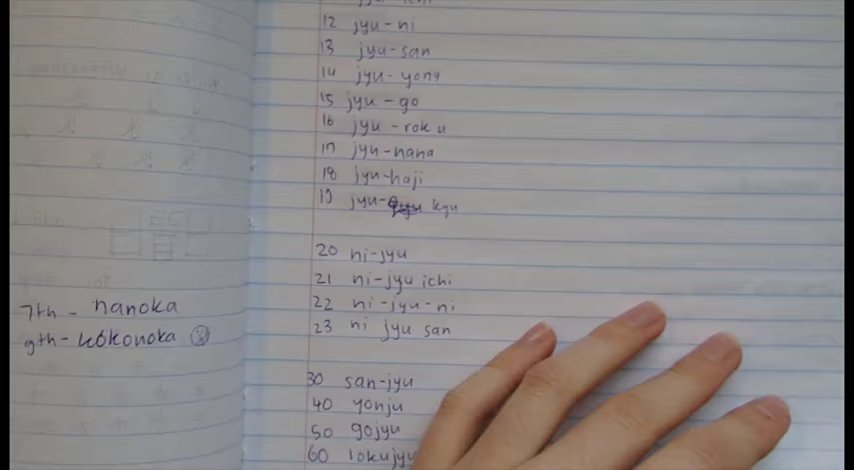 12 jyu-ni
13 jyu-san
14 jyu-yong
15 jyu-go
16 jyu-roku
17 jyu-nana
18 jyu-haji
19 jyu- kyu
20 ni-jyu
21 ni-jyu ichi
22 ni-jyu-ni
23 ni jyu san
30 san-jyu
40 yonju
50 gojyu
60 rokujyu
7th - nanoka
9th - kokonoka